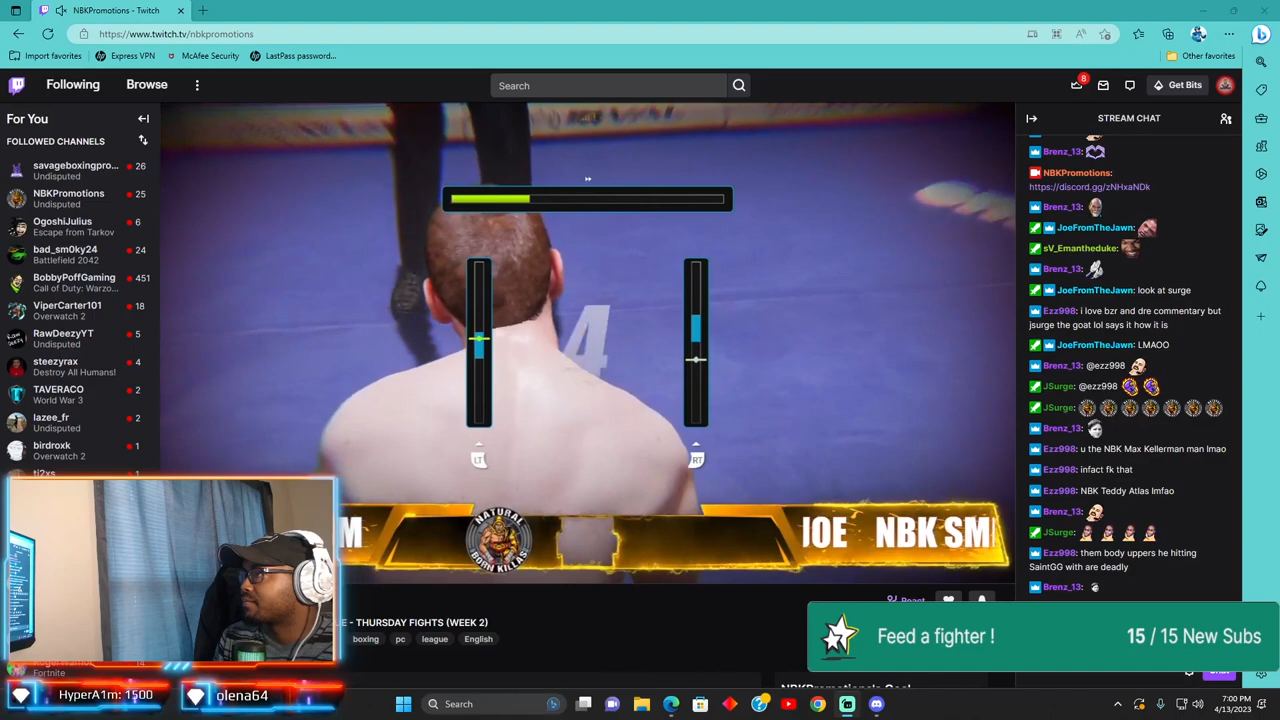 NBKPromotions - Twitch
https://www.twitch.tv/nbkpromotions
Import favorites
Express VPN
McAfee Security
LastPass password...
Other favorites
Following
Browse
Search
8
Get Bits
For You
FOLLOWED CHANNELS
savageboxingpro...
26
Undisputed
NBKPromotions
25
Undisputed
OgoshiJulius
6
Escape from Tarkov
bad_sm0ky24
24
Battlefield 2042
BobbyPoffGaming
451
Call of Duty: Warzo...
ViperCarter101
18
Overwatch 2
RawDeezyYT
5
steezyrax
4
Destroy All Humans!
TAVERACO
2
World War 3
lazee_fr
2
birdroxk
1
Overwatch 2
Fortnite
14
4
LT
RT
M
NATURAL
BORN KILLAS
JOE NBK SM
React
UE - THURSDAY FIGHTS (WEEK 2)
boxing
pc
league
English
STREAM CHAT
Brenz_13:
NBKPromotions:
https://discord.gg/zNHxaNDk
Brenz_13:
JoeFromTheJawn:
sV_Emantheduke:
Brenz_13:
JoeFromTheJawn: look at surge
Ezz998: i love bzr and dre commentary but
jsurge the goat lol says it how it is
JoeFromTheJawn: LMAOO
Brenz_13: @ezz998
JSurge: @ezz998
JSurge:
Brenz_13:
Ezz998: u the NBK Max Kellerman man lmao
Ezz998: infact fk that
Ezz998: NBK Teddy Atlas lmfao
Brenz_13:
JSurge:
Ezz998: them body uppers he hitting
SaintGG with are deadly
Brenz_13:
Feed a fighter !
15 / 15 New Subs
HyperA1m: 1500
olena64
Search
7:00 PM
4/13/2023